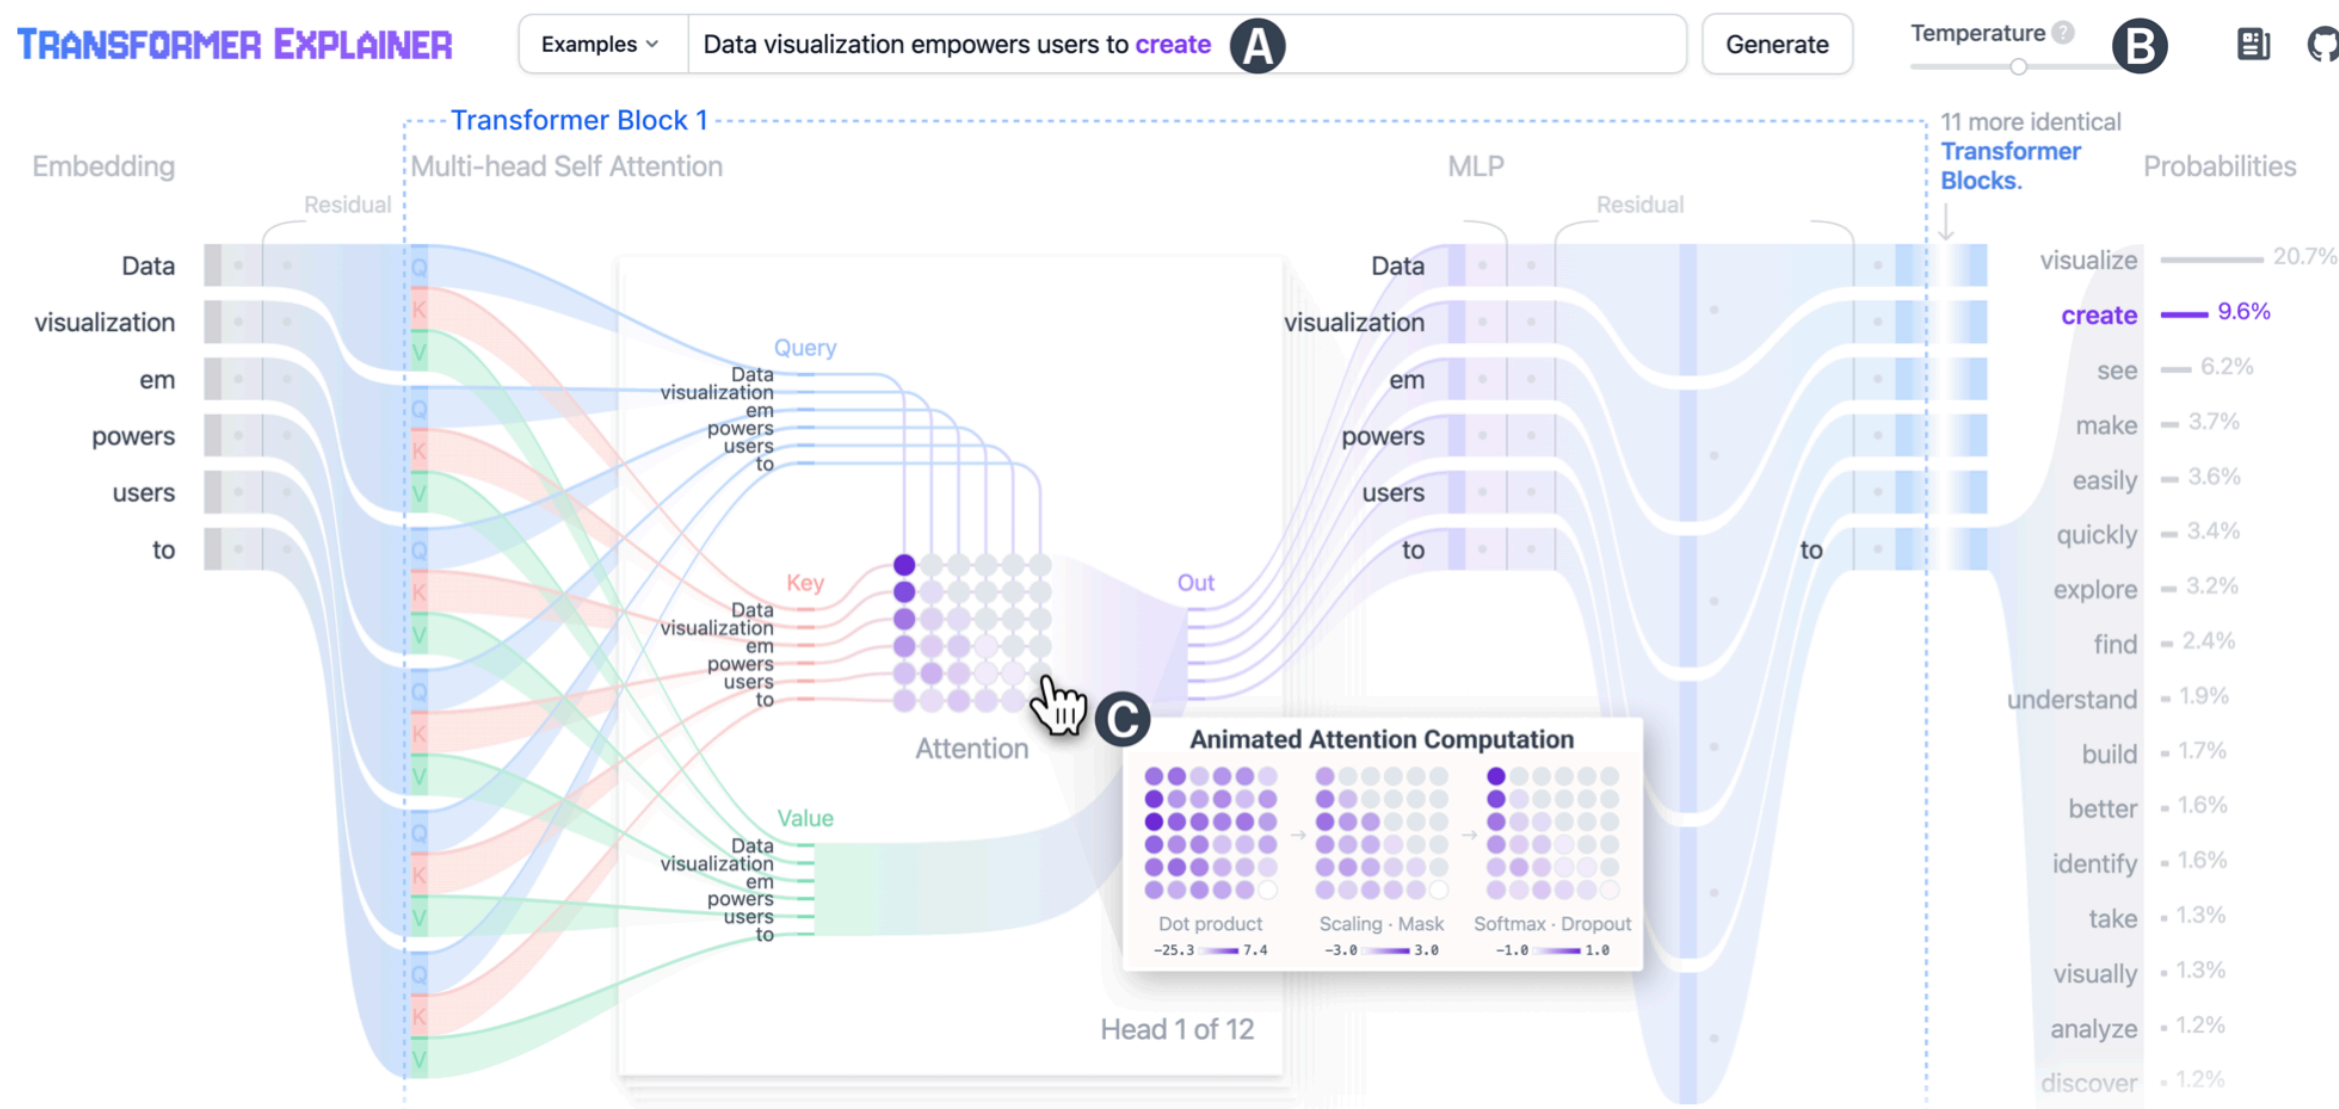 TRANSFORMER EXPLAINER
Examples
Data visualization empowers users to create
A
Generate
Temperature ?
B
Transformer Block 1
11 more identical
Transformer
Blocks.
Embedding
Multi-head Self Attention
MLP
Probabilities
Residual
Residual
Data
visualization
em
powers
users
to
Q
K
V
Q
K
V
Q
K
V
Q
K
V
Q
K
V
Q
K
V
Query
Data
visualization
em
powers
users
to
Key
Data
visualization
em
powers
users
to
Attention
Value
Data
visualization
em
powers
users
to
Out
Head 1 of 12
C
Animated Attention Computation
Dot product
-25.3 7.4
Scaling · Mask
-3.0 3.0
Softmax · Dropout
-1.0 1.0
Data
visualization
em
powers
users
to
to
visualize 20.7%
create 9.6%
see 6.2%
make 3.7%
easily 3.6%
quickly 3.4%
explore 3.2%
find 2.4%
understand 1.9%
build 1.7%
better 1.6%
identify 1.6%
take 1.3%
visually 1.3%
analyze 1.2%
discover 1.2%